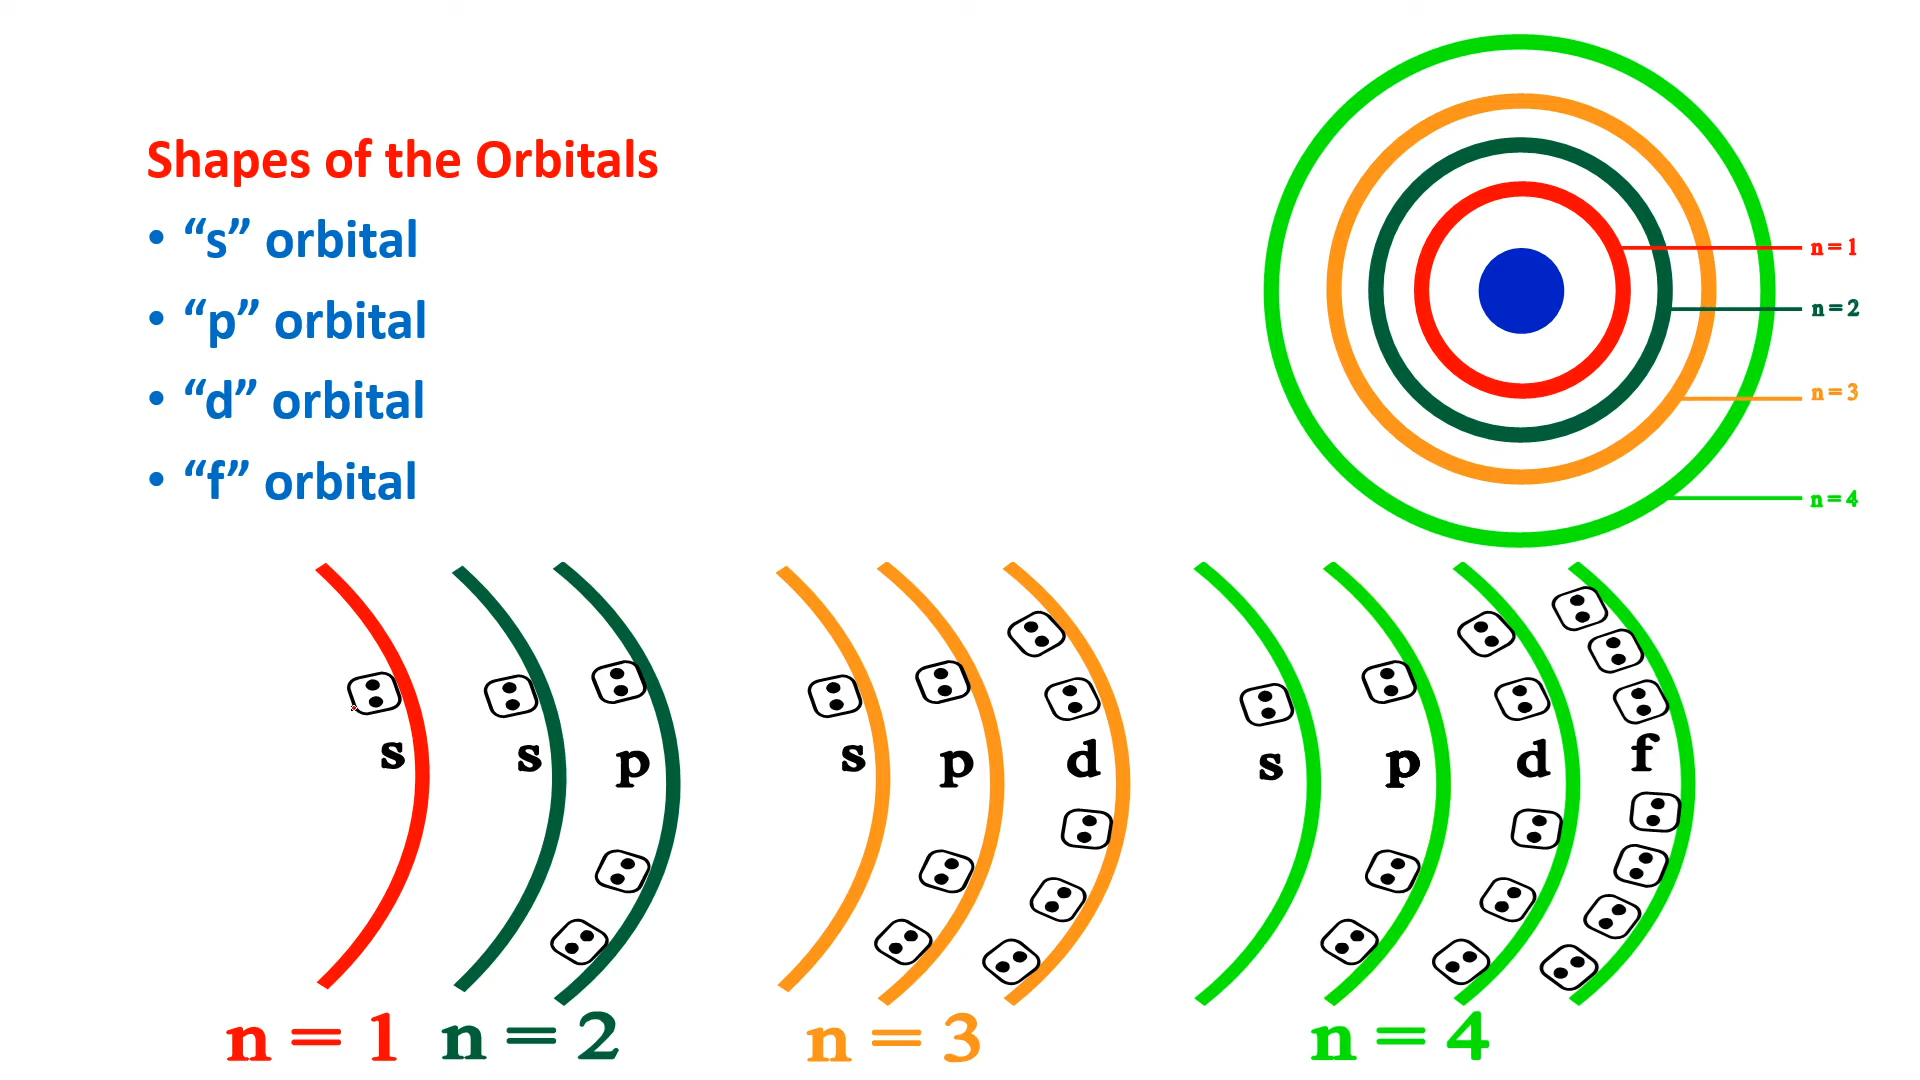 Shapes of the Orbitals
• “s” orbital
• “p” orbital
• “d” orbital
• “f” orbital
n = 1
n = 2
n = 3
n = 4
s
s
p
s
p
d
s
p
d
f
n = 1
n = 2
n = 3
n = 4